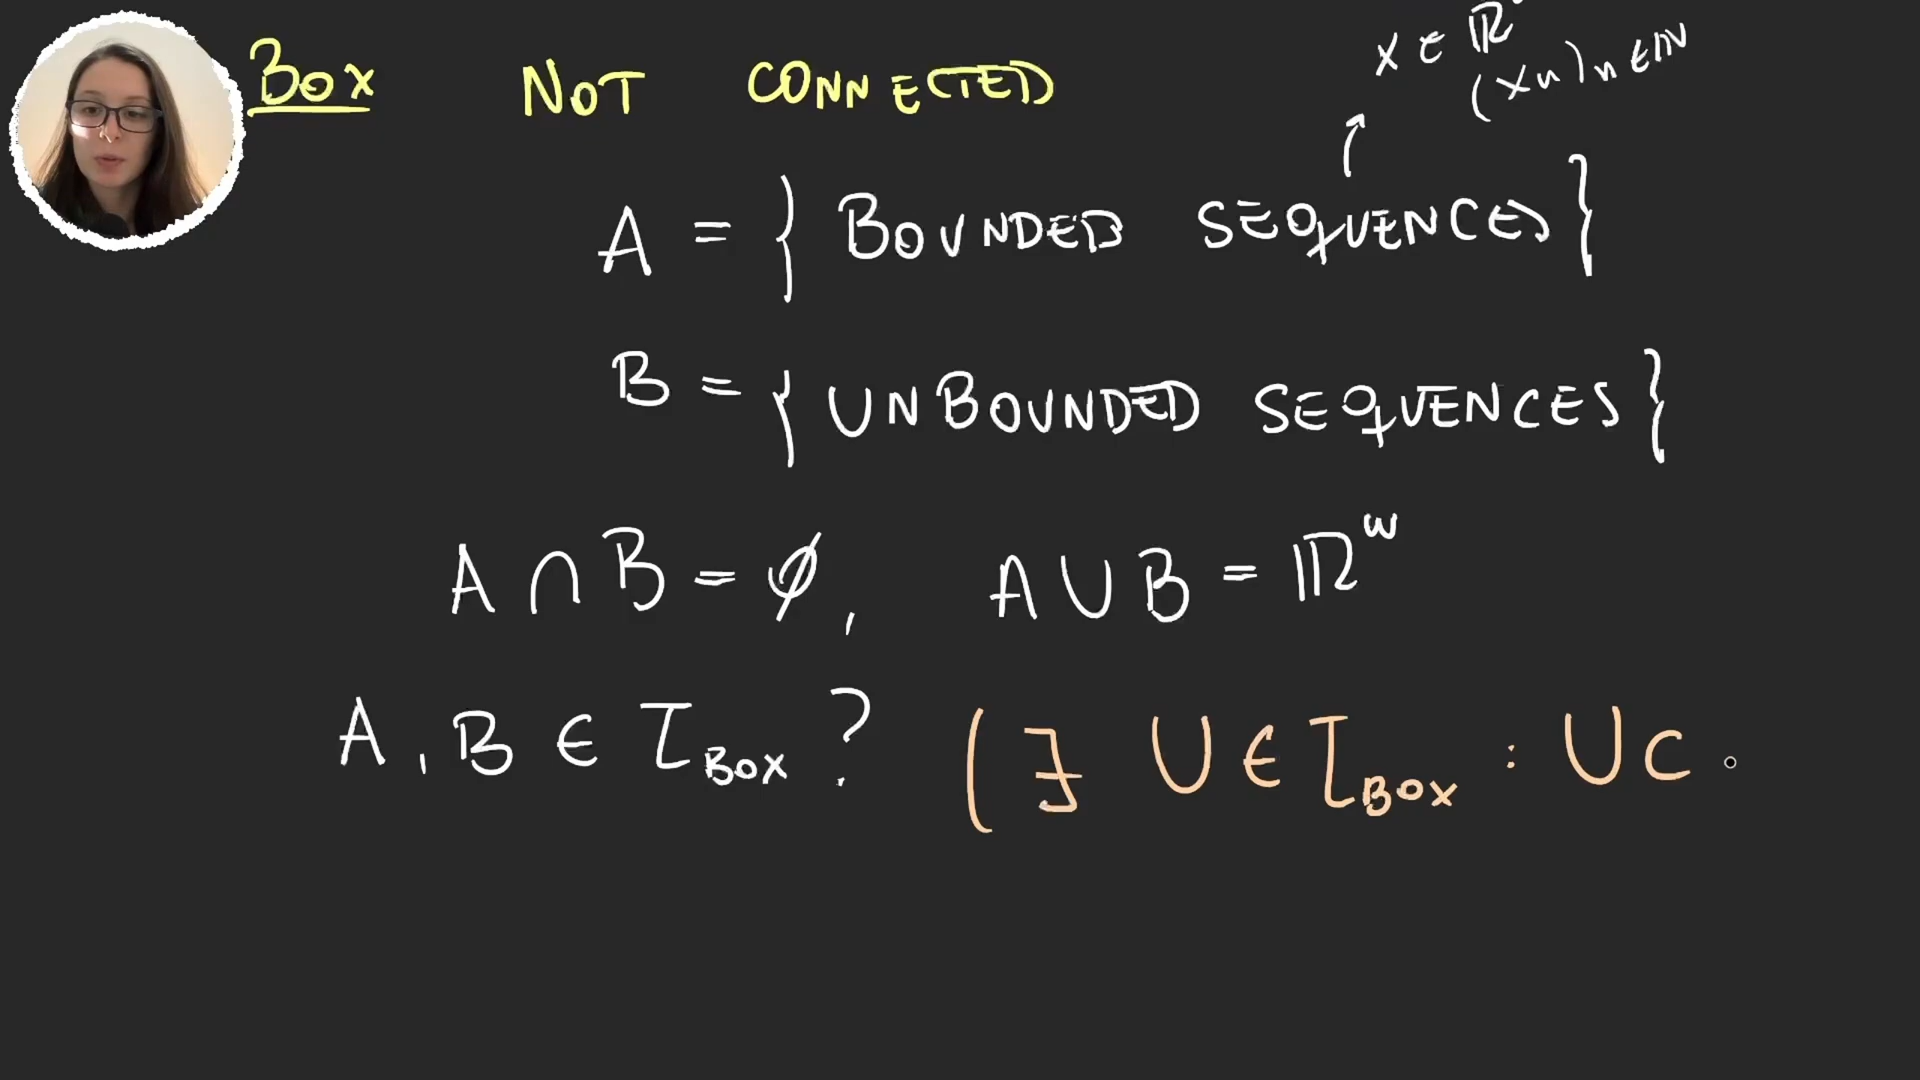 BOX NOT CONNECTED
x ∈ ℝ
(xn)n∈ℕ
↑
A = { BOUNDED SEQUENCES }
B = { UNBOUNDED SEQUENCES }
A ∩ B = ∅, A ∪ B = ℝ^ω
A, B ∈ τ_BOX ? (∃ U ∈ τ_BOX : U ⊂